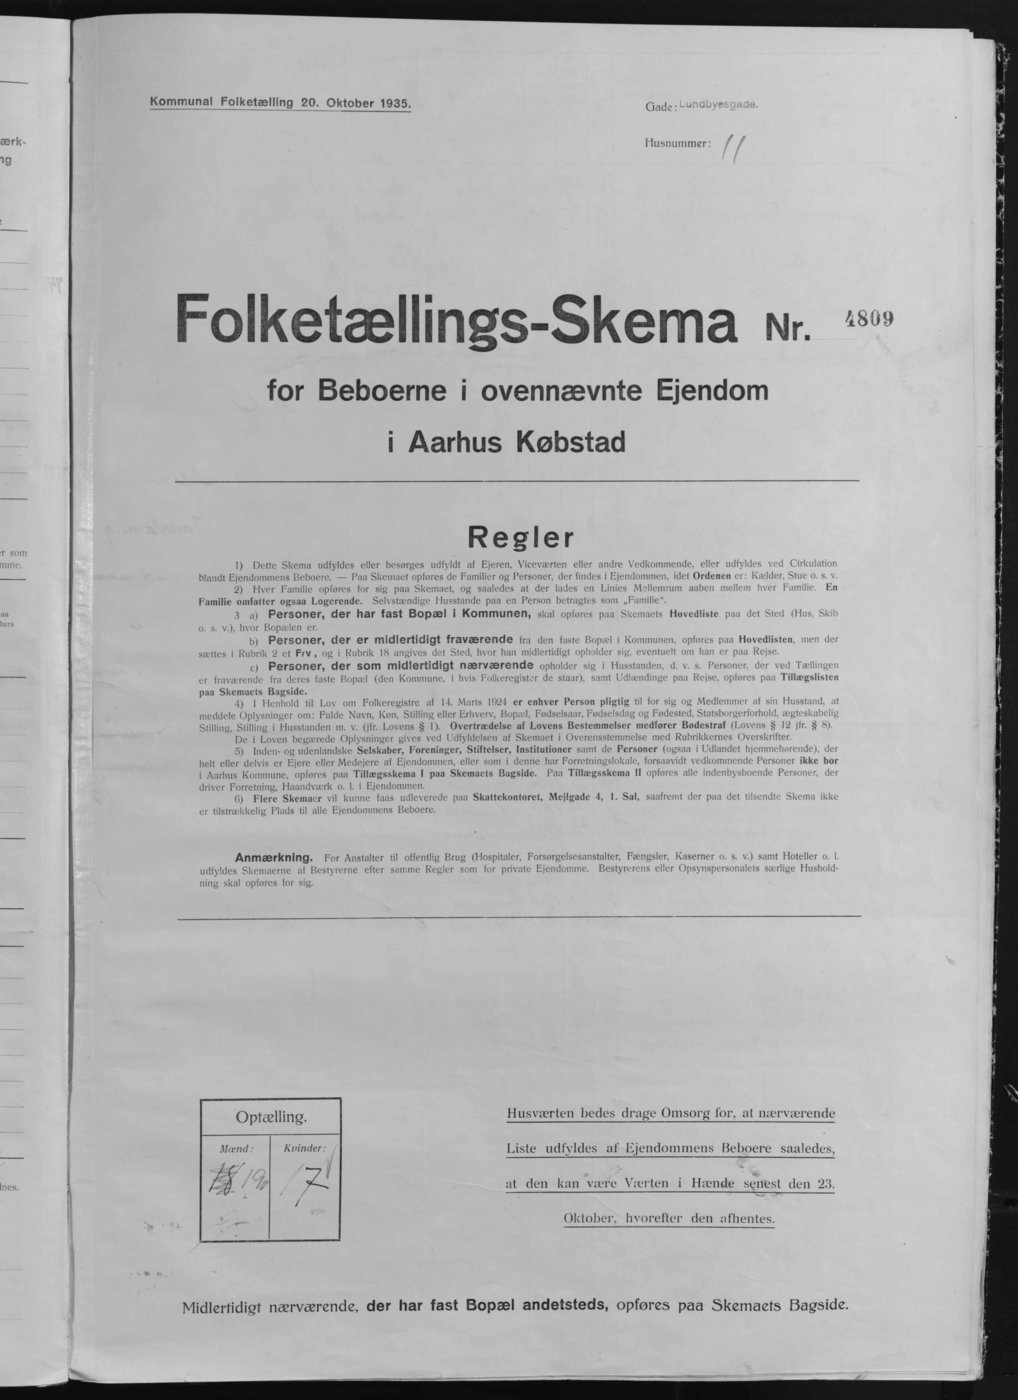 Kommunal Folketælling 20. Oktober 1935.
Gade: Lundbyesgade.
Husnummer: 11
Folketællings-Skema Nr. 4809
for Beboerne i ovennævnte Ejendom
i Aarhus Købstad
Regler
1) Dette Skema udfyldes eller besørges udfyldt af Ejeren, Viceværten eller andre Vedkommende, eller udfyldes ved Cirkulation
blandt Ejendommens Beboere. — Paa Skemaet opføres de Familier og Personer, der findes i Ejendommen, idet Ordenen er: Kælder, Stue o. s. v.
2) Hver Familie opføres for sig paa Skemaet, og saaledes at der lades en Linies Mellemrum aaben mellem hver Familie. En
Familie omfatter ogsaa Logerende. Selvstændige Husstande paa en Person betragtes som „Familie“.
3 a) Personer, der har fast Bopæl i Kommunen, skal opføres paa Skemaets Hovedliste paa det Sted (Hus, Skib
o. s. v.), hvor Bopælen er.
b) Personer, der er midlertidigt fraværende fra den faste Bopæl i Kommunen, opføres paa Hovedlisten, men der
sættes i Rubrik 2 et Frv, og i Rubrik 18 angives det Sted, hvor han midlertidigt opholder sig, eventuelt om han er paa Rejse.
c) Personer, der som midlertidigt nærværende opholder sig i Husstanden, d. v. s. Personer, der ved Tællingen
er fraværende fra deres faste Bopæl (den Kommune, i hvis Folkeregister de staar), samt Udlændinge paa Rejse, opføres paa Tillægslisten
paa Skemaets Bagside.
4) I Henhold til Lov om Folkeregistre af 14. Marts 1924 er enhver Person pligtig til for sig og Medlemmer af sin Husstand, at
meddele Oplysninger om: Fulde Navn, Køn, Stilling eller Erhverv, Bopæl, Fødselsaar, Fødselsdag og Fødested, Statsborgerforhold, ægteskabelig
Stilling, Stilling i Husstanden m. v. (jfr. Lovens § 1). Overtrædelse af Lovens Bestemmelser medfører Bødestraf (Lovens § 12 jfr. § 8).
De i Loven begærede Oplysninger gives ved Udfyldelsen af Skemaet i Overensstemmelse med Rubrikkernes Overskrifter.
5) Inden- og udenlandske Selskaber, Foreninger, Stiftelser, Institutioner samt de Personer (ogsaa i Udlandet hjemmehørende), der
helt eller delvis er Ejere eller Medejere af Ejendommen, eller som i denne har Forretningslokale, forsaavidt vedkommende Personer ikke bor
i Aarhus Kommune, opføres paa Tillægsskema I paa Skemaets Bagside. Paa Tillægsskema II opføres alle indenbysboende Personer, der
driver Forretning, Haandværk o. l. i Ejendommen.
6) Flere Skemaer vil kunne faas udleverede paa Skattekontoret, Mejlgade 4, 1. Sal, saafremt der paa det tilsendte Skema ikke
er tilstrækkelig Plads til alle Ejendommens Beboere.
Anmærkning. For Anstalter til offentlig Brug (Hospitaler, Forsørgelsesanstalter, Fængsler, Kaserner o. s. v.) samt Hoteller o. l.
udfyldes Skemaerne af Bestyrerne efter samme Regler som for private Ejendomme. Bestyrerens eller Opsynspersonalets særlige Hushold-
ning skal opføres for sig.
Optælling.
Mænd: Kvinder:
19 17
Husværten bedes drage Omsorg for, at nærværende
Liste udfyldes af Ejendommens Beboere saaledes,
at den kan være Værten i Hænde senest den 23.
Oktober, hvorefter den afhentes.
Midlertidigt nærværende, der har fast Bopæl andetsteds, opføres paa Skemaets Bagside.